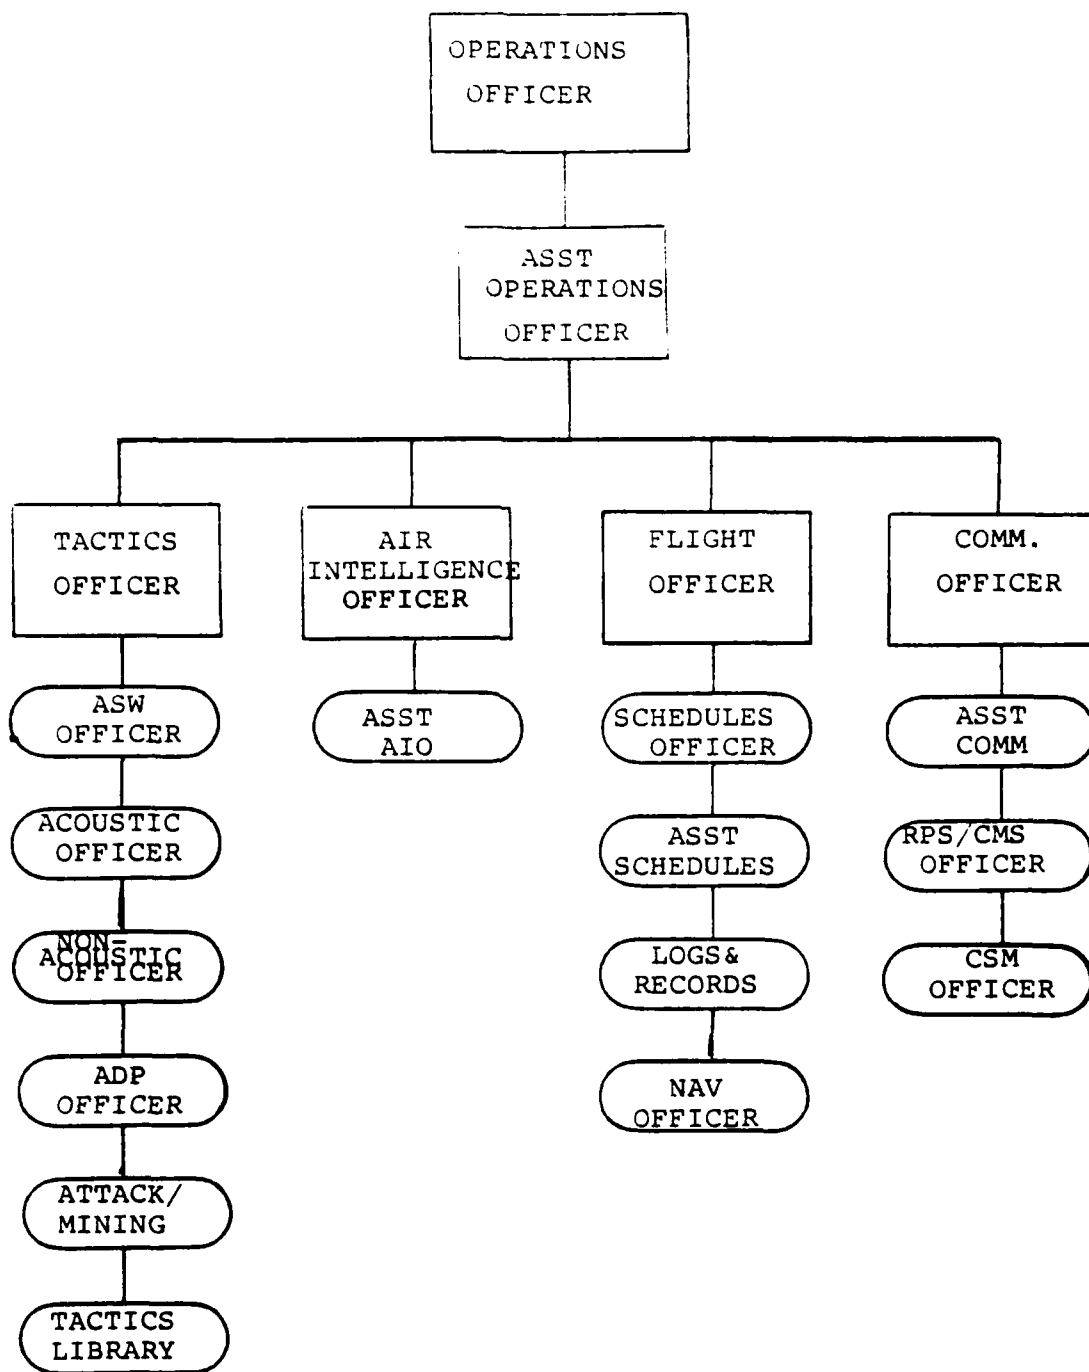 OPERATIONS
OFFICER
ASST
OPERATIONS
OFFICER
TACTICS
OFFICER
AIR
INTELLIGENCE
OFFICER
FLIGHT
OFFICER
COMM.
OFFICER
ASW
OFFICER
ACOUSTIC
OFFICER
NON-
ACOUSTIC
OFFICER
ADP
OFFICER
ATTACK/
MINING
TACTICS
LIBRARY
ASST
AIO
SCHEDULES
OFFICER
ASST
SCHEDULES
LOGS&
RECORDS
NAV
OFFICER
ASST
COMM
RPS/CMS
OFFICER
CSM
OFFICER